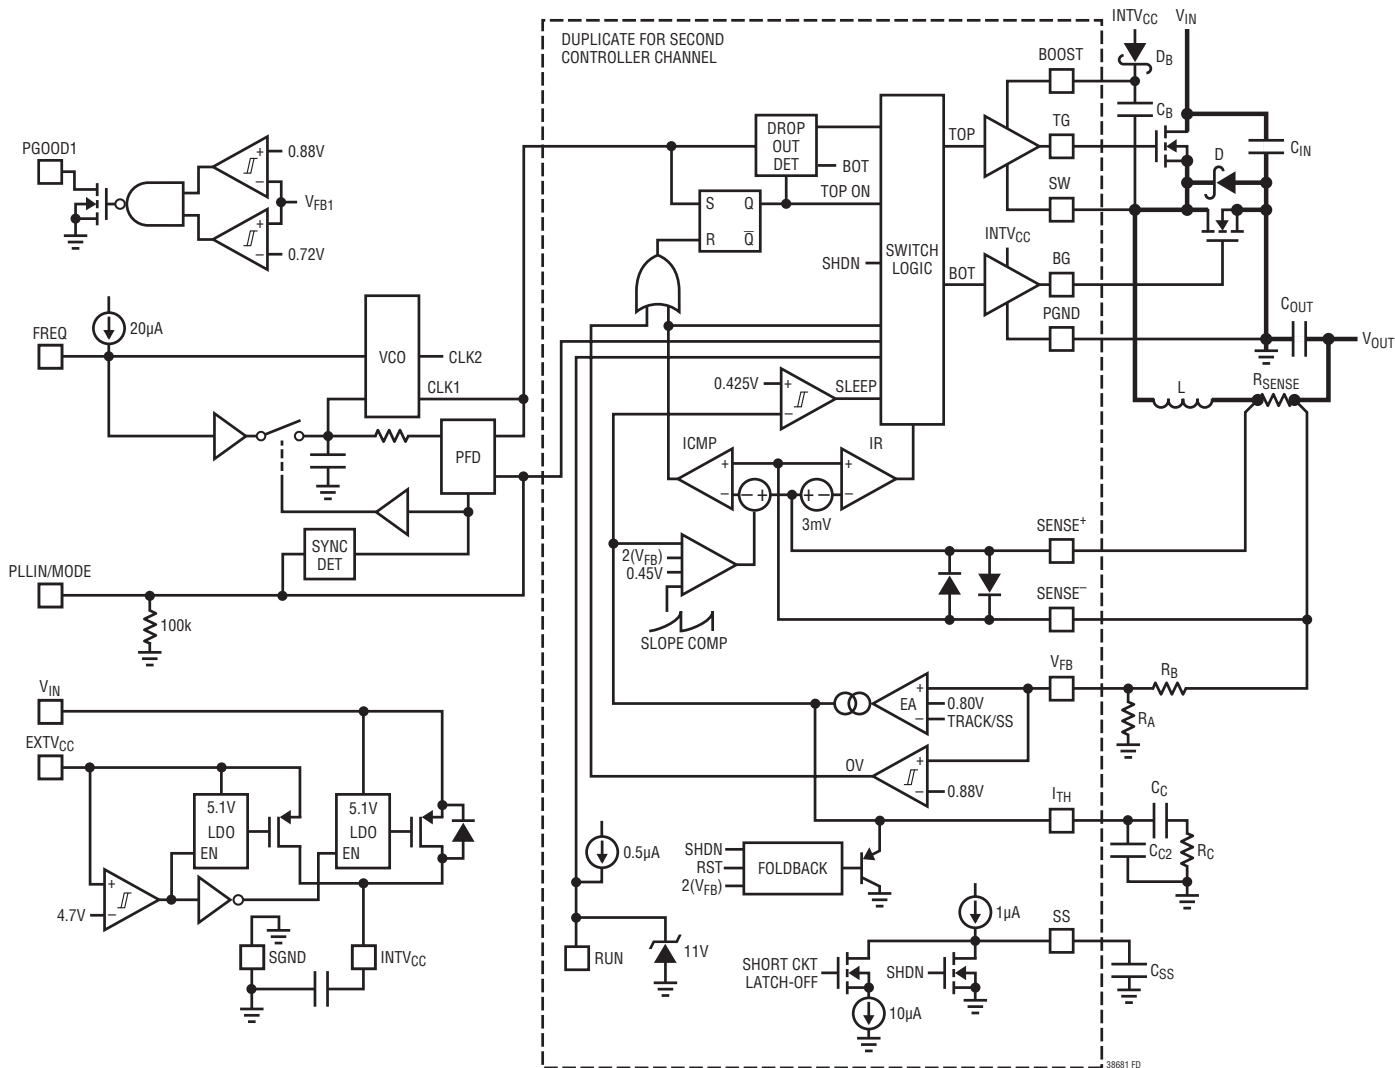 DUPLICATE FOR SECOND
CONTROLLER CHANNEL
INTVCC
VIN
BOOST
DB
CB
DROP
OUT
DET
BOT
TOP ON
TOP
TG
CIN
D
SW
PGOOD1
+
0.88V
−
VFB1
+
−
0.72V
S
Q
R
Q̅
SHDN
SWITCH
LOGIC
INTVCC
BOT
BG
PGND
COUT
VOUT
FREQ
20µA
VCO
CLK2
CLK1
0.425V
+
−
SLEEP
L
RSENSE
PFD
ICMP
+
−
− +
+ −
3mV
IR
+
−
SYNC
DET
2(VFB)
0.45V
SLOPE COMP
SENSE+
SENSE−
PLLIN/MODE
100k
VIN
EXTVCC
VFB
RB
RA
EA
+
0.80V
−
TRACK/SS
OV
+
−
0.88V
5.1V
LDO
EN
5.1V
LDO
EN
+
4.7V
−
ITH
CC
CC2
RC
0.5µA
SHDN
RST
2(VFB)
FOLDBACK
SGND
INTVCC
RUN
11V
1µA
SS
CSS
SHORT CKT
LATCH-OFF
SHDN
10µA
38681 FD